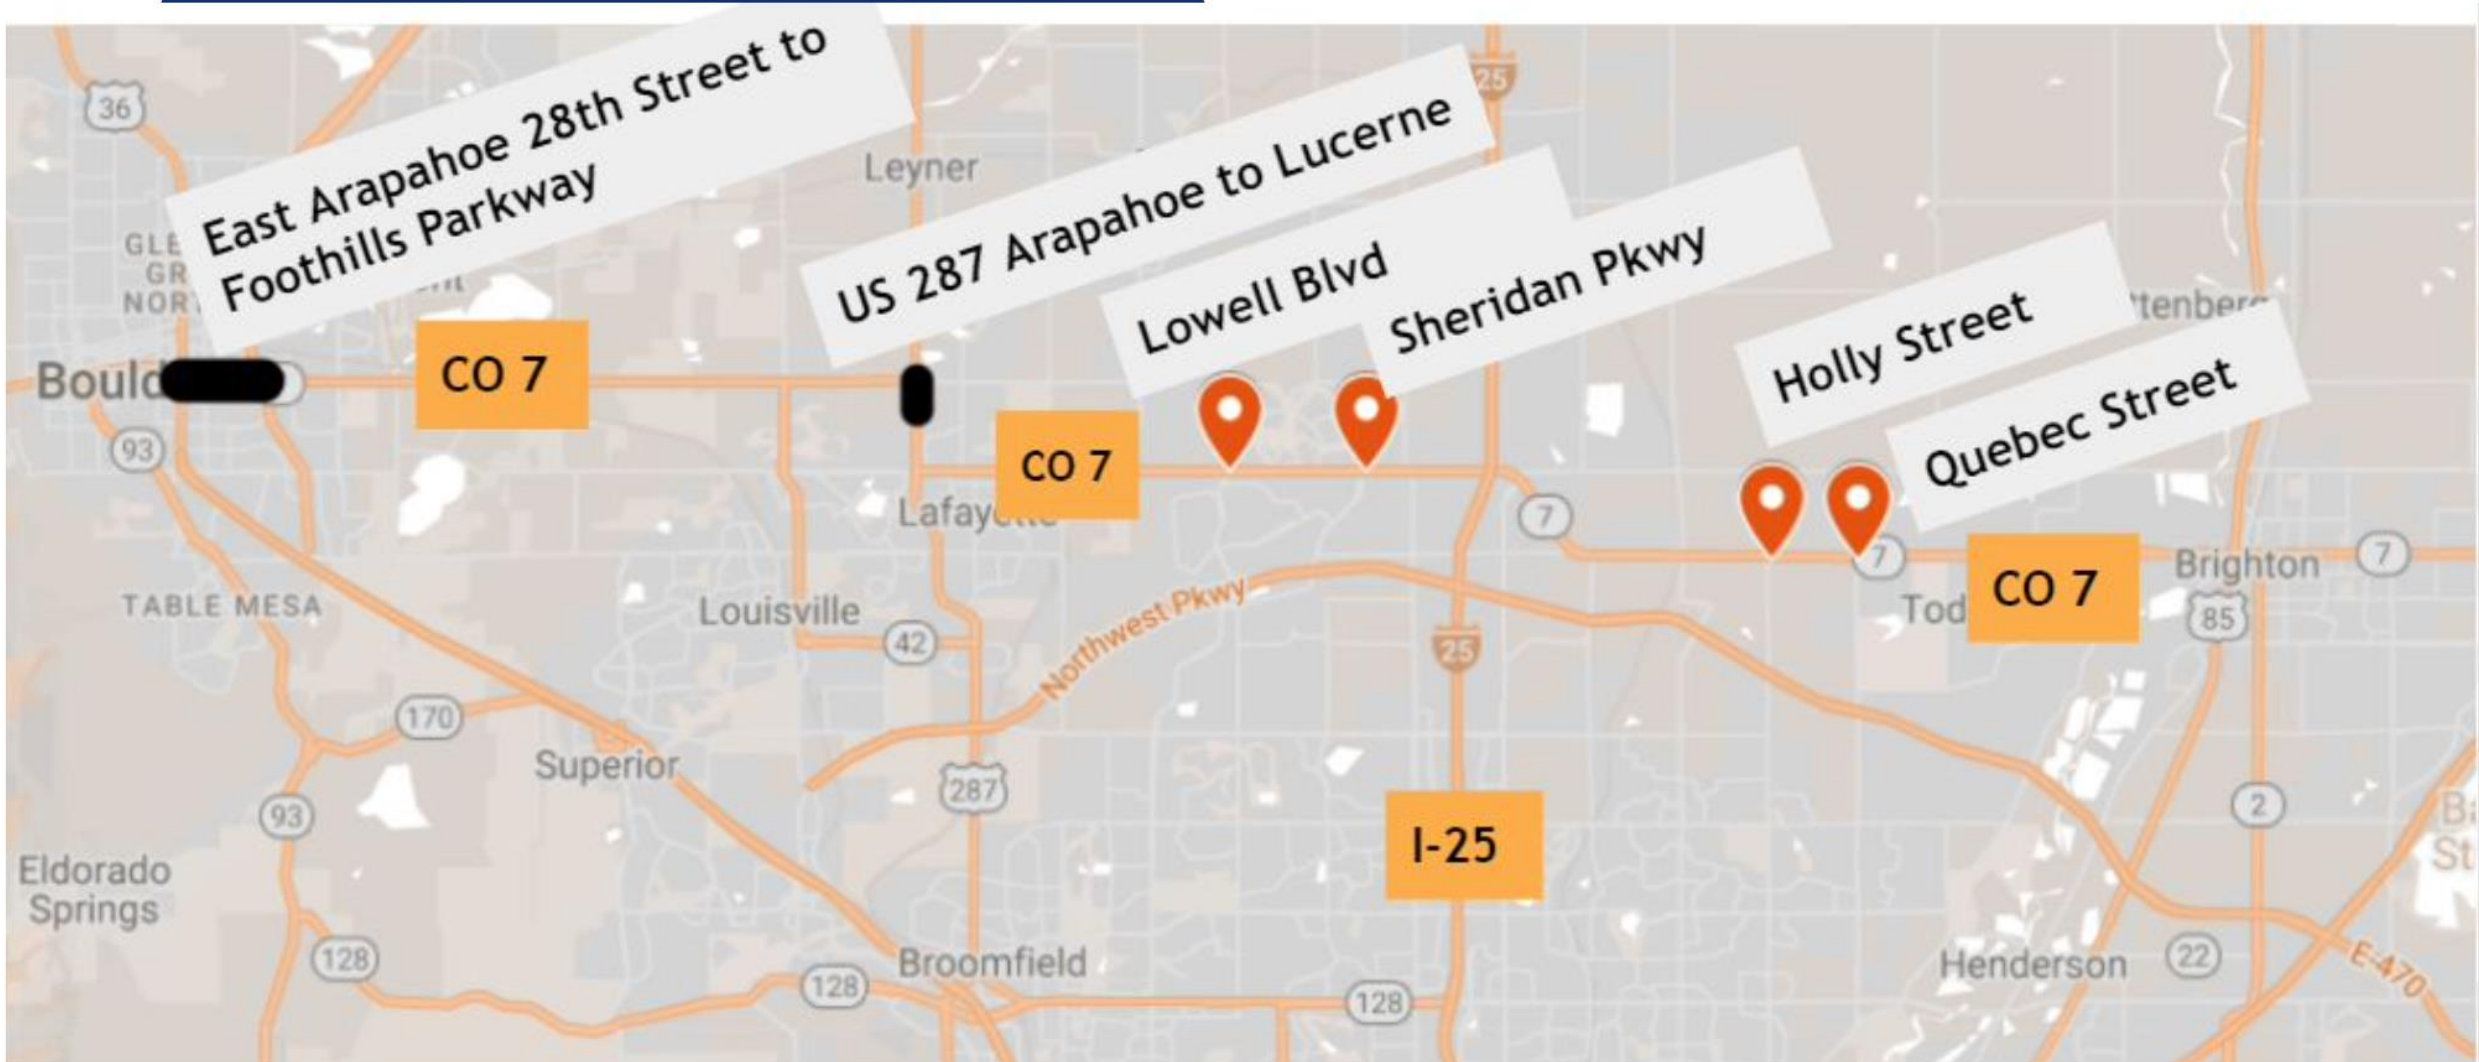 36
25
East Arapahoe 28th Street to
Foothills Parkway
Leyner
US 287 Arapahoe to Lucerne
Lowell Blvd
Sheridan Pkwy
Holly Street
Quebec Street
CO 7
93
CO 7
7
7
CO 7
Brighton
7
85
TABLE MESA
Louisville
42
Northwest Pkwy
25
170
Superior
287
93
2
I-25
Eldorado
Springs
128
128
Broomfield
128
Henderson
22
E-470